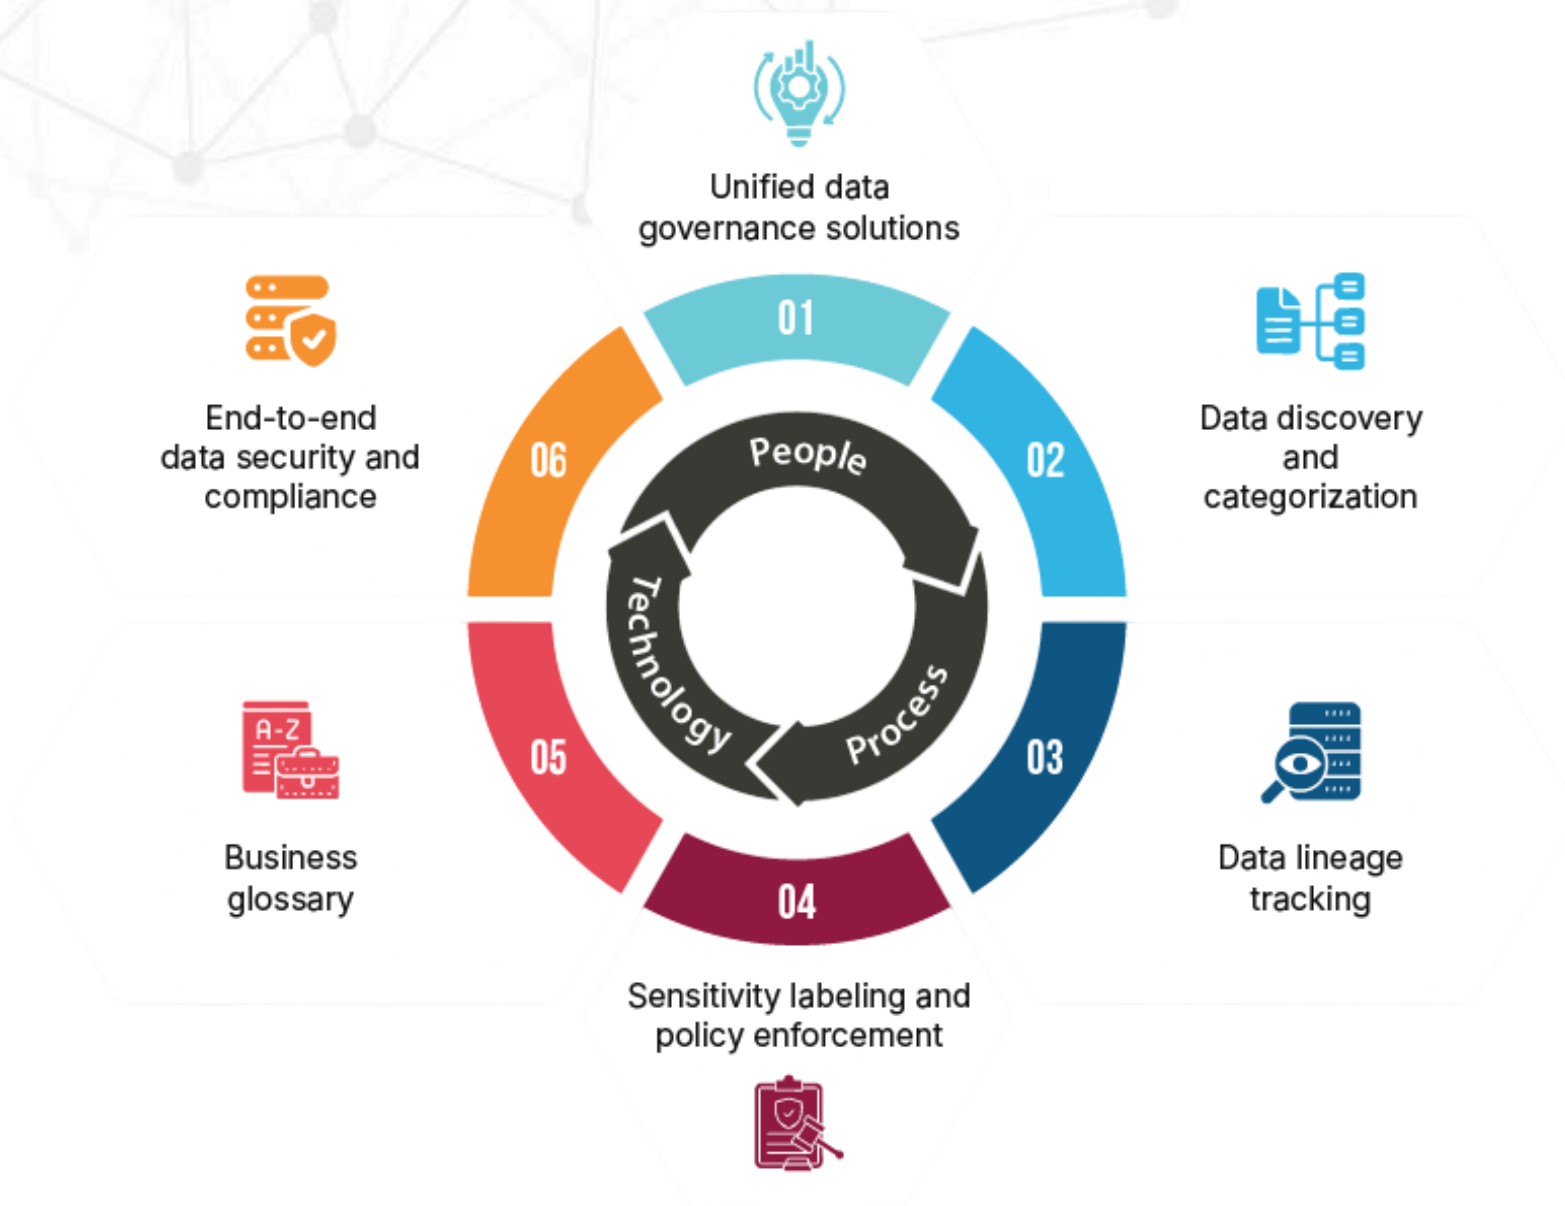 Unified data
governance solutions
01
Data discovery
and
categorization
02
Data lineage
tracking
03
Sensitivity labeling and
policy enforcement
04
A-Z
Business
glossary
05
End-to-end
data security and
compliance
06
People
Process
Technology